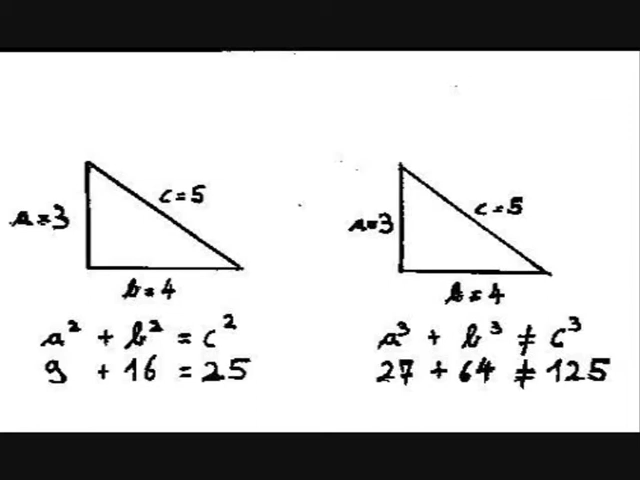 c = 5
a = 3
b = 4
a² + b² = c²
9 + 16 = 25
c = 5
a = 3
b = 4
a³ + b³ ≠ c³
27 + 64 ≠ 125